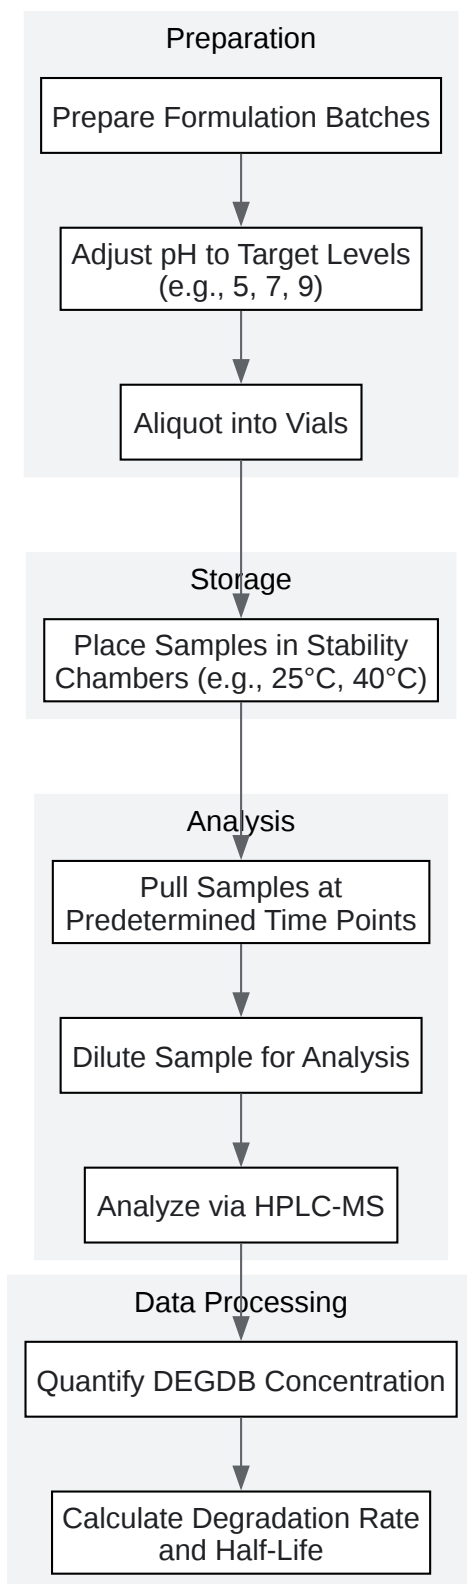 Preparation
Prepare Formulation Batches
Adjust pH to Target Levels
(e.g., 5, 7, 9)
Aliquot into Vials
Storage
Place Samples in Stability
Chambers (e.g., 25°C, 40°C)
Analysis
Pull Samples at
Predetermined Time Points
Dilute Sample for Analysis
Analyze via HPLC-MS
Data Processing
Quantify DEGDB Concentration
Calculate Degradation Rate
and Half-Life